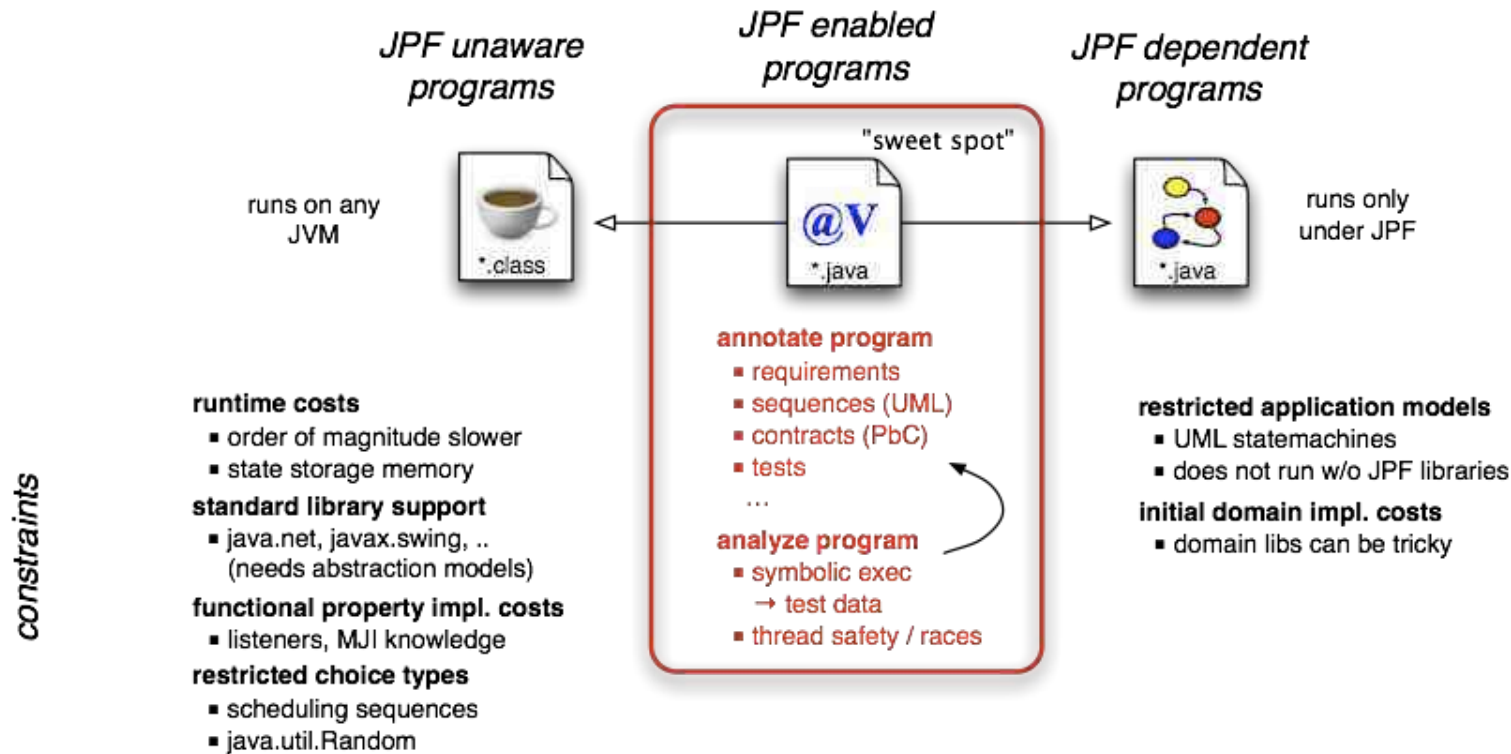 JPF unaware
programs
JPF enabled
programs
JPF dependent
programs
"sweet spot"
runs on any
JVM
*.class
@V
*.java
*.java
runs only
under JPF
constraints
runtime costs
▪ order of magnitude slower
▪ state storage memory
standard library support
▪ java.net, javax.swing, ..
(needs abstraction models)
functional property impl. costs
▪ listeners, MJI knowledge
restricted choice types
▪ scheduling sequences
▪ java.util.Random
annotate program
▪ requirements
▪ sequences (UML)
▪ contracts (PbC)
▪ tests
...
analyze program
▪ symbolic exec
→ test data
▪ thread safety / races
restricted application models
▪ UML statemachines
▪ does not run w/o JPF libraries
initial domain impl. costs
▪ domain libs can be tricky